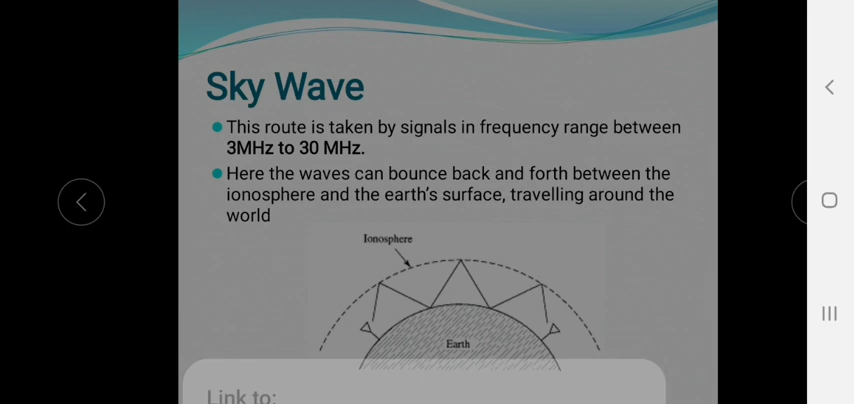 Sky Wave
This route is taken by signals in frequency range between
3MHz to 30 MHz.
Here the waves can bounce back and forth between the
ionosphere and the earth's surface, travelling around the
world
Ionosphere
Earth
Link to: